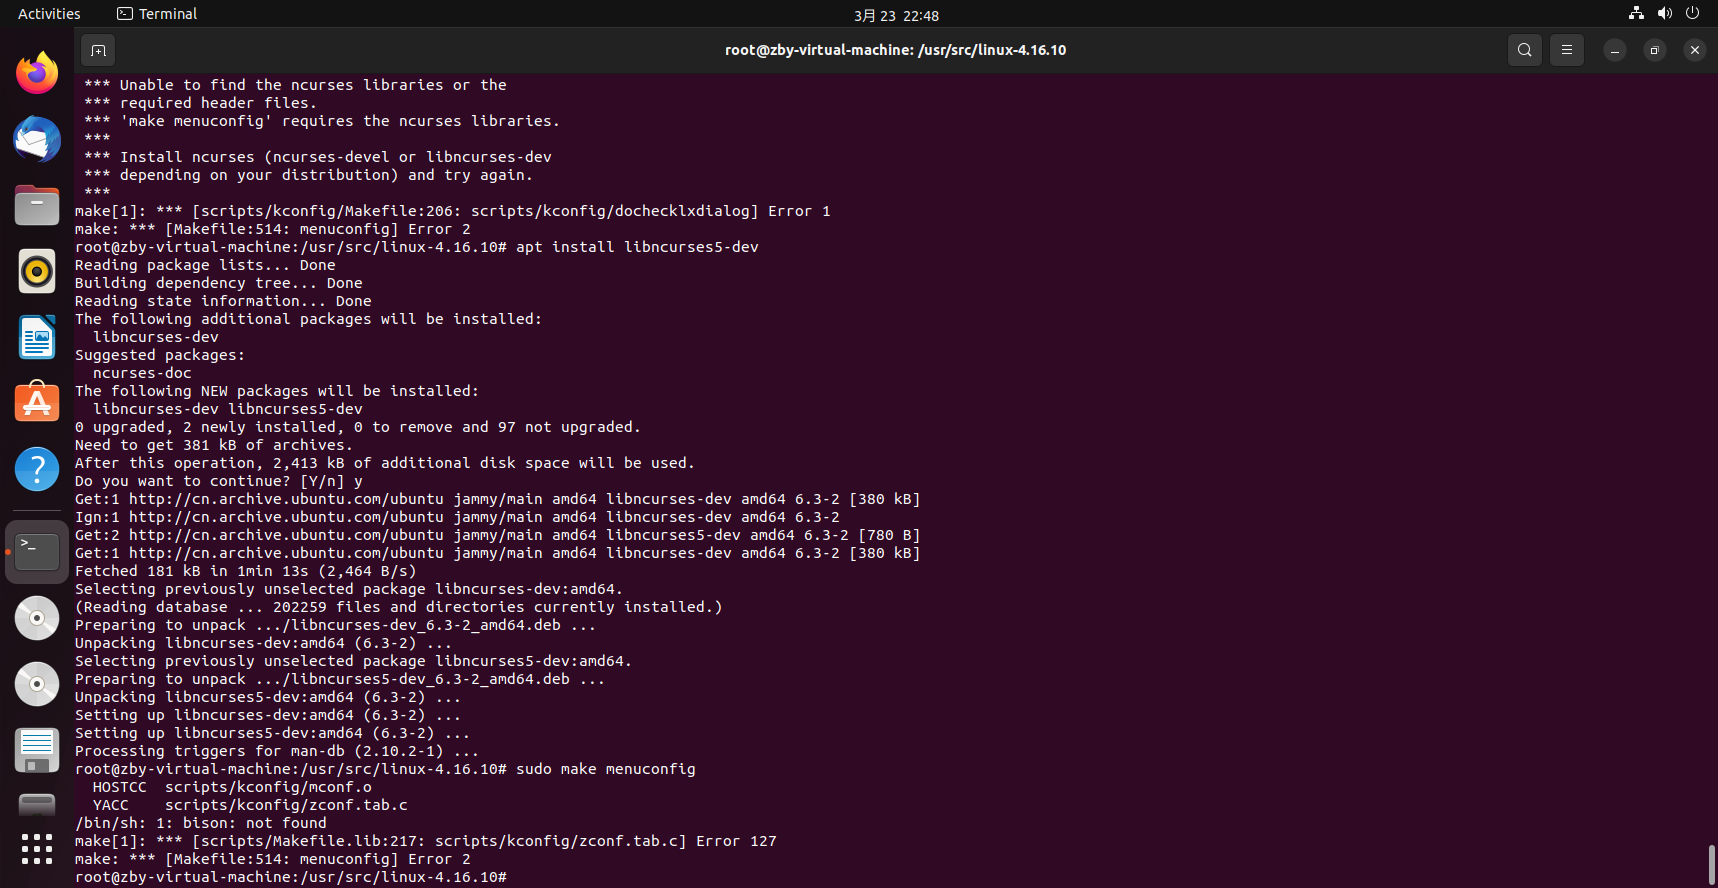 Activities
Terminal
3月 23 22:48
root@zby-virtual-machine: /usr/src/linux-4.16.10
*** Unable to find the ncurses libraries or the
*** required header files.
*** 'make menuconfig' requires the ncurses libraries.
***
*** Install ncurses (ncurses-devel or libncurses-dev
*** depending on your distribution) and try again.
***
make[1]: *** [scripts/kconfig/Makefile:206: scripts/kconfig/dochecklxdialog] Error 1
make: *** [Makefile:514: menuconfig] Error 2
root@zby-virtual-machine:/usr/src/linux-4.16.10# apt install libncurses5-dev
Reading package lists... Done
Building dependency tree... Done
Reading state information... Done
The following additional packages will be installed:
  libncurses-dev
Suggested packages:
  ncurses-doc
The following NEW packages will be installed:
  libncurses-dev libncurses5-dev
0 upgraded, 2 newly installed, 0 to remove and 97 not upgraded.
Need to get 381 kB of archives.
After this operation, 2,413 kB of additional disk space will be used.
Do you want to continue? [Y/n] y
Get:1 http://cn.archive.ubuntu.com/ubuntu jammy/main amd64 libncurses-dev amd64 6.3-2 [380 kB]
Ign:1 http://cn.archive.ubuntu.com/ubuntu jammy/main amd64 libncurses-dev amd64 6.3-2
Get:2 http://cn.archive.ubuntu.com/ubuntu jammy/main amd64 libncurses5-dev amd64 6.3-2 [780 B]
Get:1 http://cn.archive.ubuntu.com/ubuntu jammy/main amd64 libncurses-dev amd64 6.3-2 [380 kB]
Fetched 181 kB in 1min 13s (2,464 B/s)
Selecting previously unselected package libncurses-dev:amd64.
(Reading database ... 202259 files and directories currently installed.)
Preparing to unpack .../libncurses-dev_6.3-2_amd64.deb ...
Unpacking libncurses-dev:amd64 (6.3-2) ...
Selecting previously unselected package libncurses5-dev:amd64.
Preparing to unpack .../libncurses5-dev_6.3-2_amd64.deb ...
Unpacking libncurses5-dev:amd64 (6.3-2) ...
Setting up libncurses-dev:amd64 (6.3-2) ...
Setting up libncurses5-dev:amd64 (6.3-2) ...
Processing triggers for man-db (2.10.2-1) ...
root@zby-virtual-machine:/usr/src/linux-4.16.10# sudo make menuconfig
  HOSTCC  scripts/kconfig/mconf.o
  YACC    scripts/kconfig/zconf.tab.c
/bin/sh: 1: bison: not found
make[1]: *** [scripts/Makefile.lib:217: scripts/kconfig/zconf.tab.c] Error 127
make: *** [Makefile:514: menuconfig] Error 2
root@zby-virtual-machine:/usr/src/linux-4.16.10#